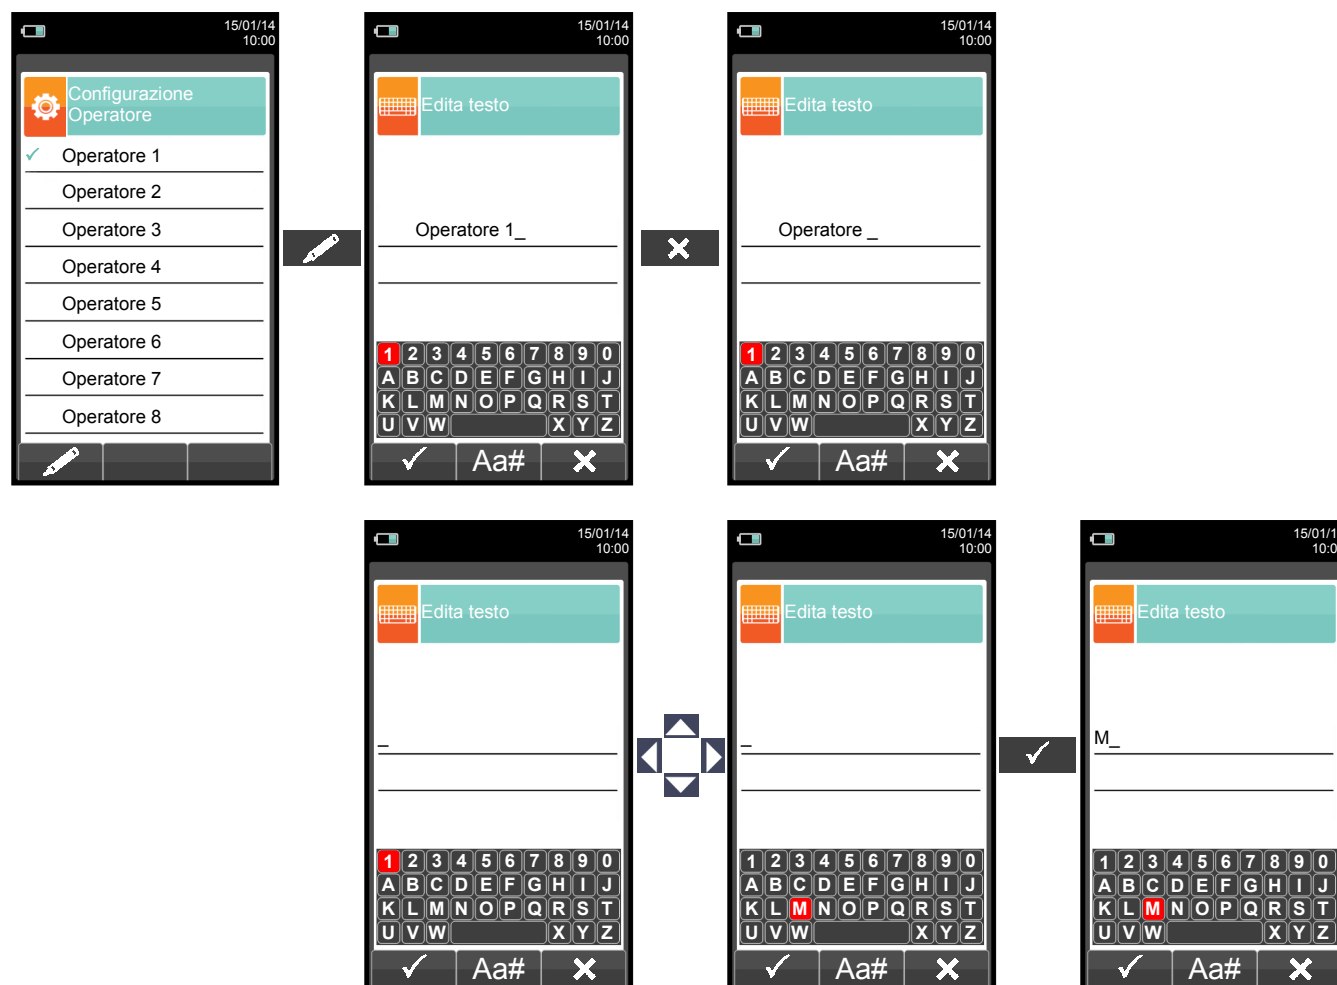 15/01/14
10:00
Configurazione
Operatore
Operatore 1
Operatore 2
Operatore 3
Operatore 4
Operatore 5
Operatore 6
Operatore 7
Operatore 8
15/01/14
10:00
Edita testo
Operatore 1_
1 2 3 4 5 6 7 8 9 0
A B C D E F G H I J
K L M N O P Q R S T
U V W X Y Z
Aa#
15/01/14
10:00
Edita testo
Operatore _
1 2 3 4 5 6 7 8 9 0
A B C D E F G H I J
K L M N O P Q R S T
U V W X Y Z
Aa#
15/01/14
10:00
Edita testo
_
1 2 3 4 5 6 7 8 9 0
A B C D E F G H I J
K L M N O P Q R S T
U V W X Y Z
Aa#
15/01/14
10:00
Edita testo
_
1 2 3 4 5 6 7 8 9 0
A B C D E F G H I J
K L M N O P Q R S T
U V W X Y Z
Aa#
15/01/1
10:0
Edita testo
M_
1 2 3 4 5 6 7 8 9 0
A B C D E F G H I J
K L M N O P Q R S T
U V W X Y Z
Aa#